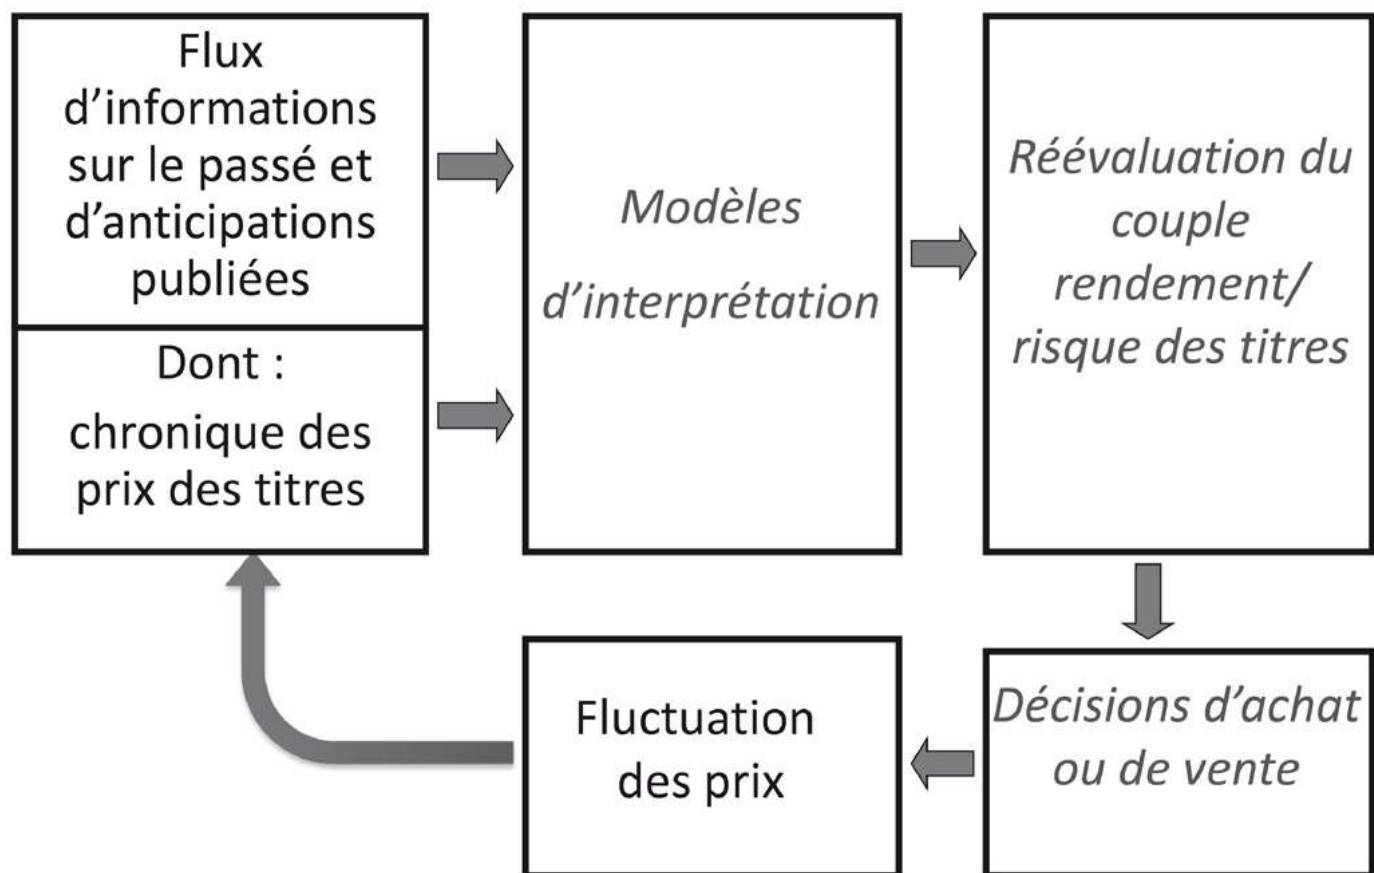 Flux
d’informations
sur le passé et
d’anticipations
publiées
Dont :
chronique des
prix des titres
Modèles
d’interprétation
Réévaluation du
couple
rendement/
risque des titres
Fluctuation
des prix
Décisions d’achat
ou de vente